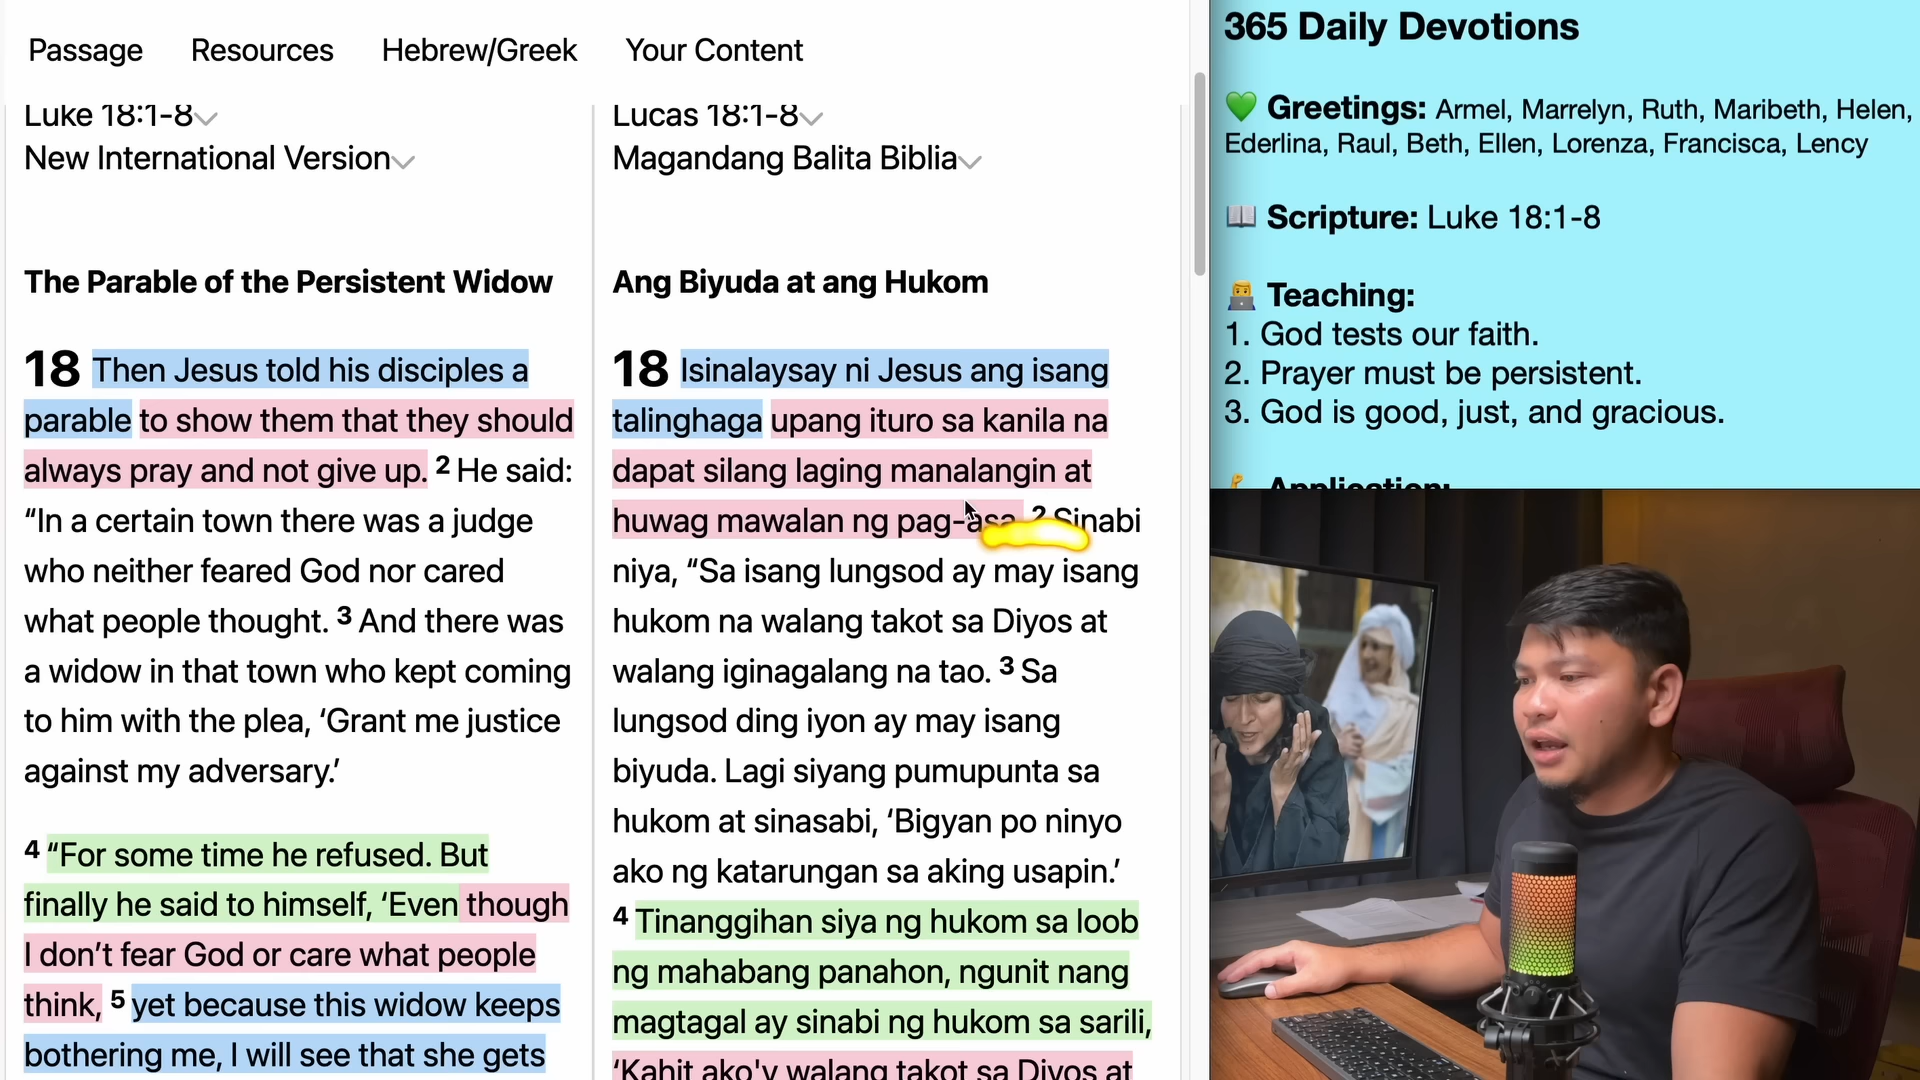 Passage
Resources
Hebrew/Greek
Your Content
Luke 18:1-8
New International Version
The Parable of the Persistent Widow
18 Then Jesus told his disciples a
parable to show them that they should
always pray and not give up. 2 He said:
“In a certain town there was a judge
who neither feared God nor cared
what people thought. 3 And there was
a widow in that town who kept coming
to him with the plea, ‘Grant me justice
against my adversary.’
4 “For some time he refused. But
finally he said to himself, ‘Even though
I don’t fear God or care what people
think, 5 yet because this widow keeps
bothering me, I will see that she gets
Lucas 18:1-8
Magandang Balita Biblia
Ang Biyuda at ang Hukom
18 Isinalaysay ni Jesus ang isang
talinghaga upang ituro sa kanila na
dapat silang laging manalangin at
huwag mawalan ng pag-asa. 2 Sinabi
niya, “Sa isang lungsod ay may isang
hukom na walang takot sa Diyos at
walang iginagalang na tao. 3 Sa
lungsod ding iyon ay may isang
biyuda. Lagi siyang pumupunta sa
hukom at sinasabi, ‘Bigyan po ninyo
ako ng katarungan sa aking usapin.’
4 Tinanggihan siya ng hukom sa loob
ng mahabang panahon, ngunit nang
magtagal ay sinabi ng hukom sa sarili,
‘Kahit ako'y walang takot sa Diyos at
365 Daily Devotions
💚 Greetings: Armel, Marrelyn, Ruth, Maribeth, Helen,
Ederlina, Raul, Beth, Ellen, Lorenza, Francisca, Lency
📖 Scripture: Luke 18:1-8
👨‍💻 Teaching:
1. God tests our faith.
2. Prayer must be persistent.
3. God is good, just, and gracious.
Application: